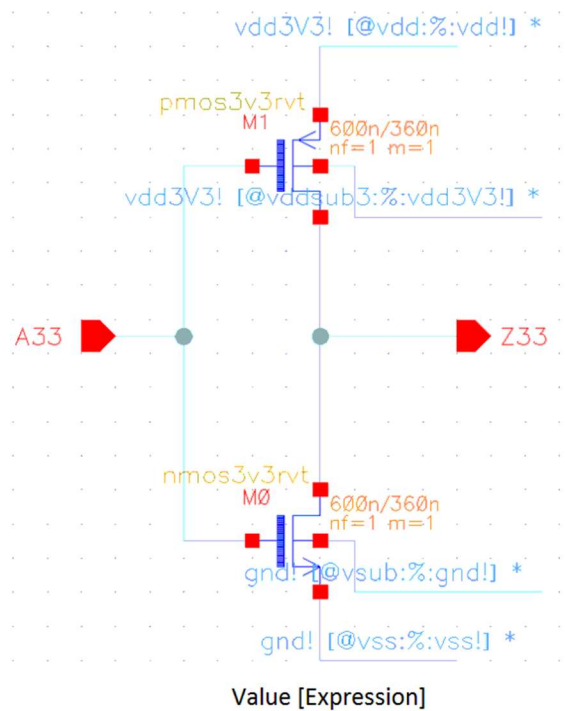 vdd3V3! [@vdd:%:vdd!] *
pmos3v3rvt
M1
600n/360n
nf=1 m=1
vdd3V3! [@vddsub3:%:vdd3V3!] *
A33
Z33
nmos3v3rvt
M0
600n/360n
nf=1 m=1
gnd! [@vsub:%:gnd!] *
gnd! [@vss:%:vss!] *
Value [Expression]